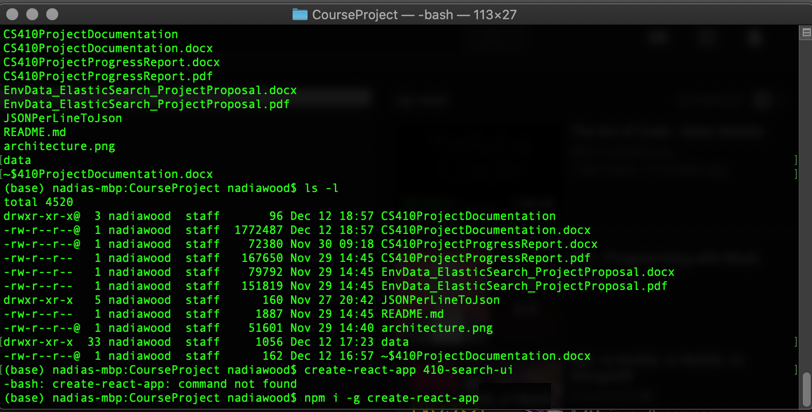 CourseProject — -bash — 113×27
CS410ProjectDocumentation
CS410ProjectDocumentation.docx
CS410ProjectProgressReport.docx
CS410ProjectProgressReport.pdf
EnvData_ElasticSearch_ProjectProposal.docx
EnvData_ElasticSearch_ProjectProposal.pdf
JSONPerLineToJson
README.md
architecture.png
[data ]
~$410ProjectDocumentation.docx
(base) nadias-mbp:CourseProject nadiawood$ ls -l
total 4520
drwxr-xr-x@  3 nadiawood  staff       96 Dec 12 18:57 CS410ProjectDocumentation
-rw-r--r--@  1 nadiawood  staff  1772487 Dec 12 18:57 CS410ProjectDocumentation.docx
-rw-r--r--@  1 nadiawood  staff    72380 Nov 30 09:18 CS410ProjectProgressReport.docx
-rw-r--r--   1 nadiawood  staff   167650 Nov 29 14:45 CS410ProjectProgressReport.pdf
-rw-r--r--   1 nadiawood  staff    79792 Nov 29 14:45 EnvData_ElasticSearch_ProjectProposal.docx
-rw-r--r--   1 nadiawood  staff   151819 Nov 29 14:45 EnvData_ElasticSearch_ProjectProposal.pdf
drwxr-xr-x   5 nadiawood  staff      160 Nov 27 20:42 JSONPerLineToJson
-rw-r--r--   1 nadiawood  staff     1887 Nov 29 14:45 README.md
-rw-r--r--@  1 nadiawood  staff    51601 Nov 29 14:40 architecture.png
[drwxr-xr-x  33 nadiawood  staff     1056 Dec 12 17:23 data ]
-rw-r--r--@  1 nadiawood  staff      162 Dec 12 16:57 ~$410ProjectDocumentation.docx
[(base) nadias-mbp:CourseProject nadiawood$ create-react-app 410-search-ui ]
-bash: create-react-app: command not found
(base) nadias-mbp:CourseProject nadiawood$ npm i -g create-react-app